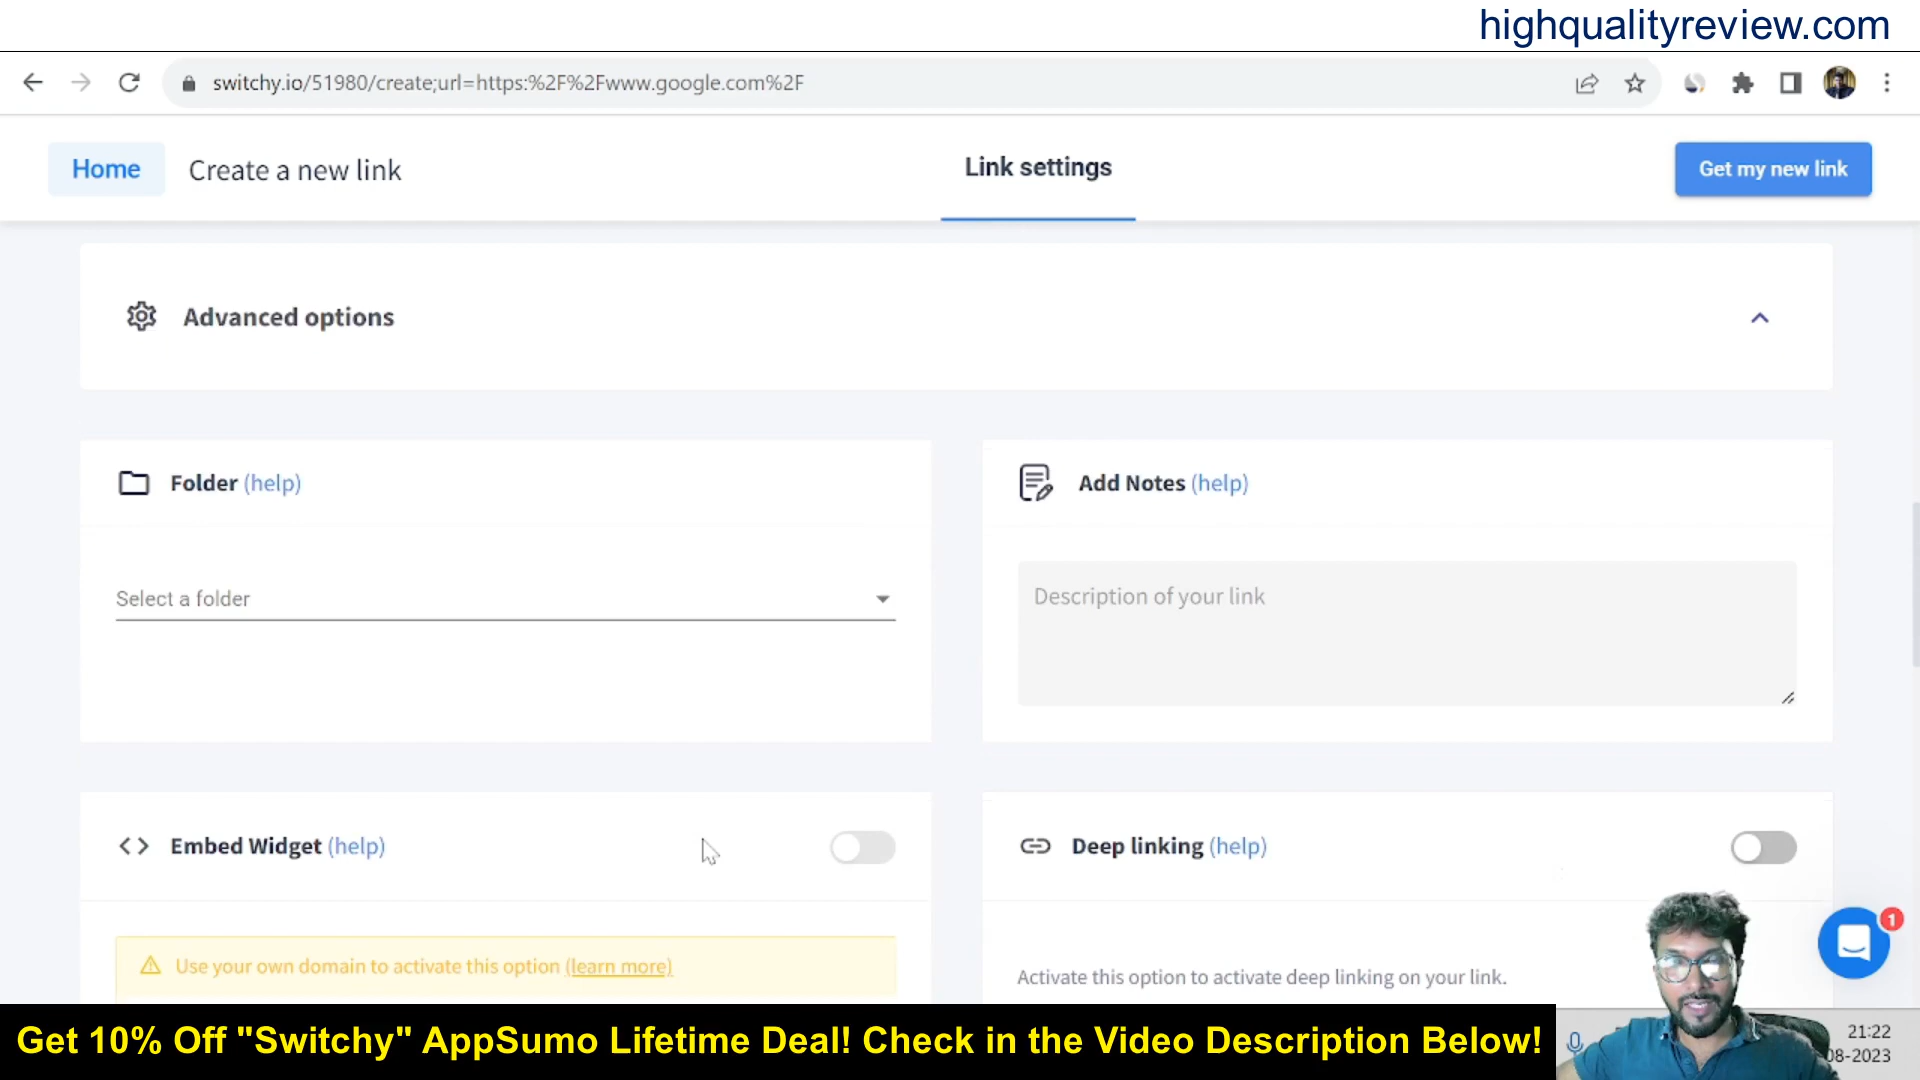 highqualityreview.com
switchy.io/51980/create;url=https:%2F%2Fwww.google.com%2F
Home
Create a new link
Link settings
Get my new link
Advanced options
Folder (help)
Add Notes (help)
Select a folder
Description of your link
Embed Widget (help)
Deep linking (help)
1
Use your own domain to activate this option (learn more)
Activate this option to activate deep linking on your link.
Get 10% Off "Switchy" AppSumo Lifetime Deal! Check in the Video Description Below!
21:22
08-2023